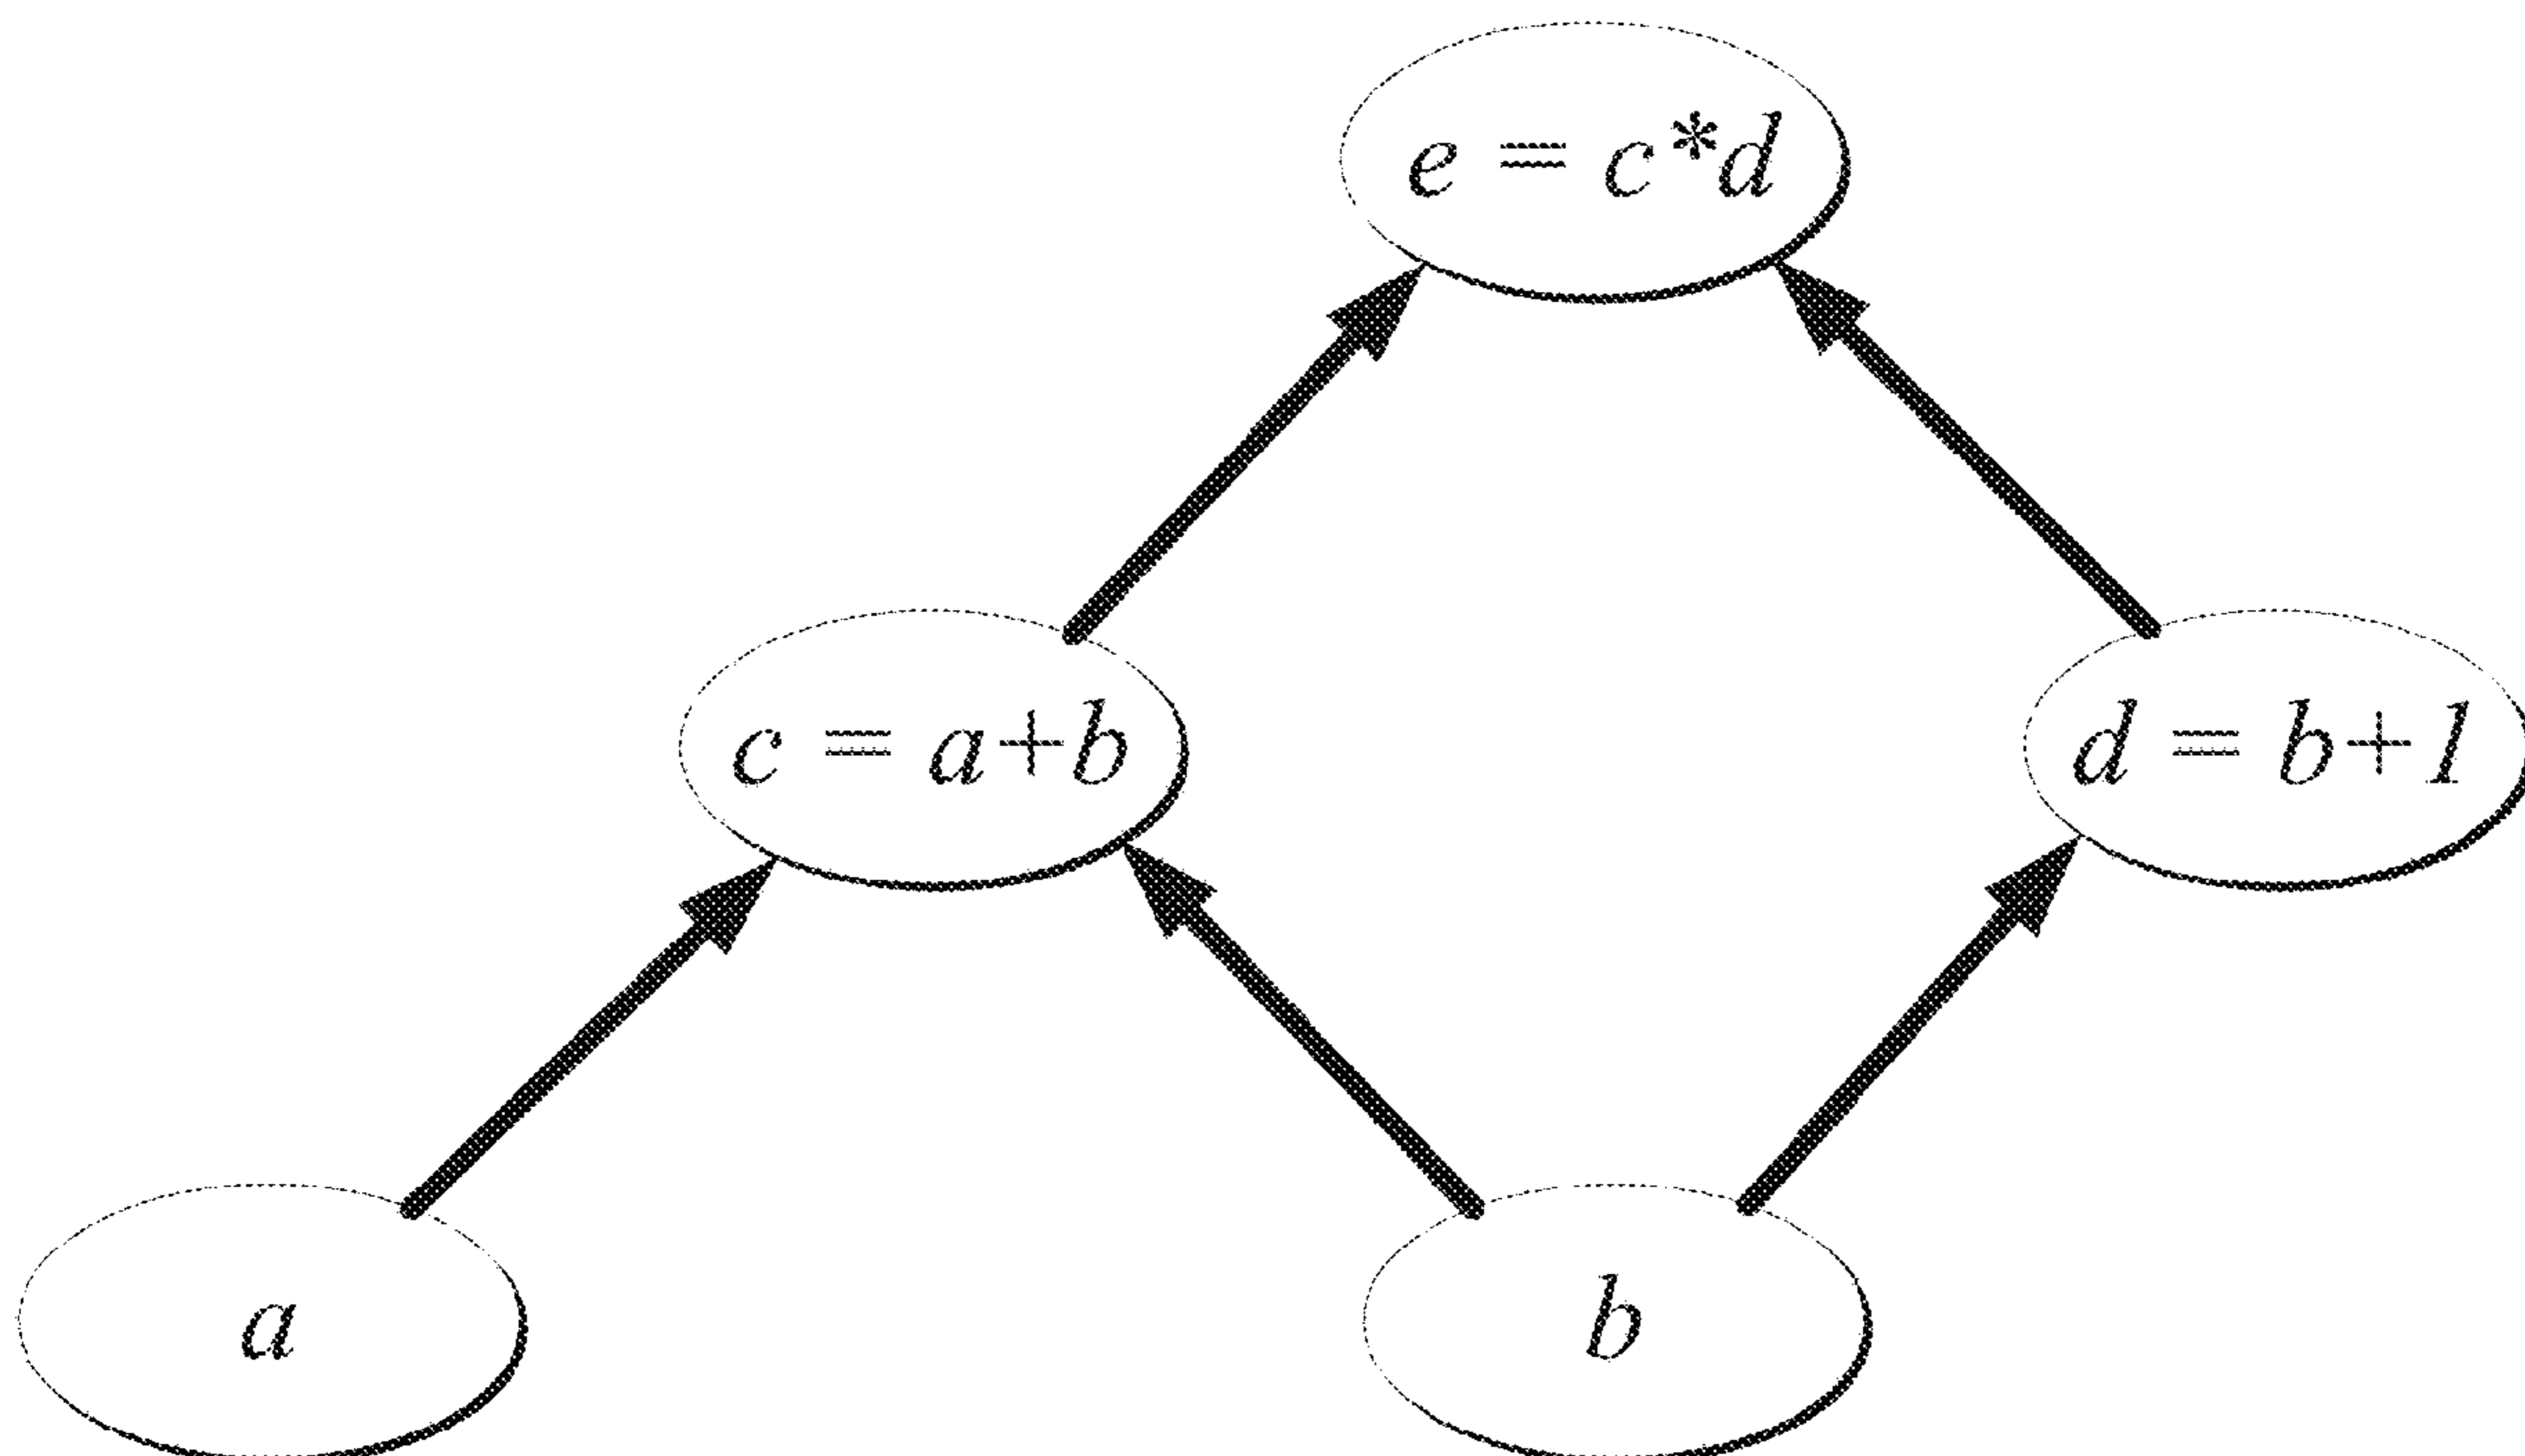 e = c*d
c = a+b
d = b+1
a
b